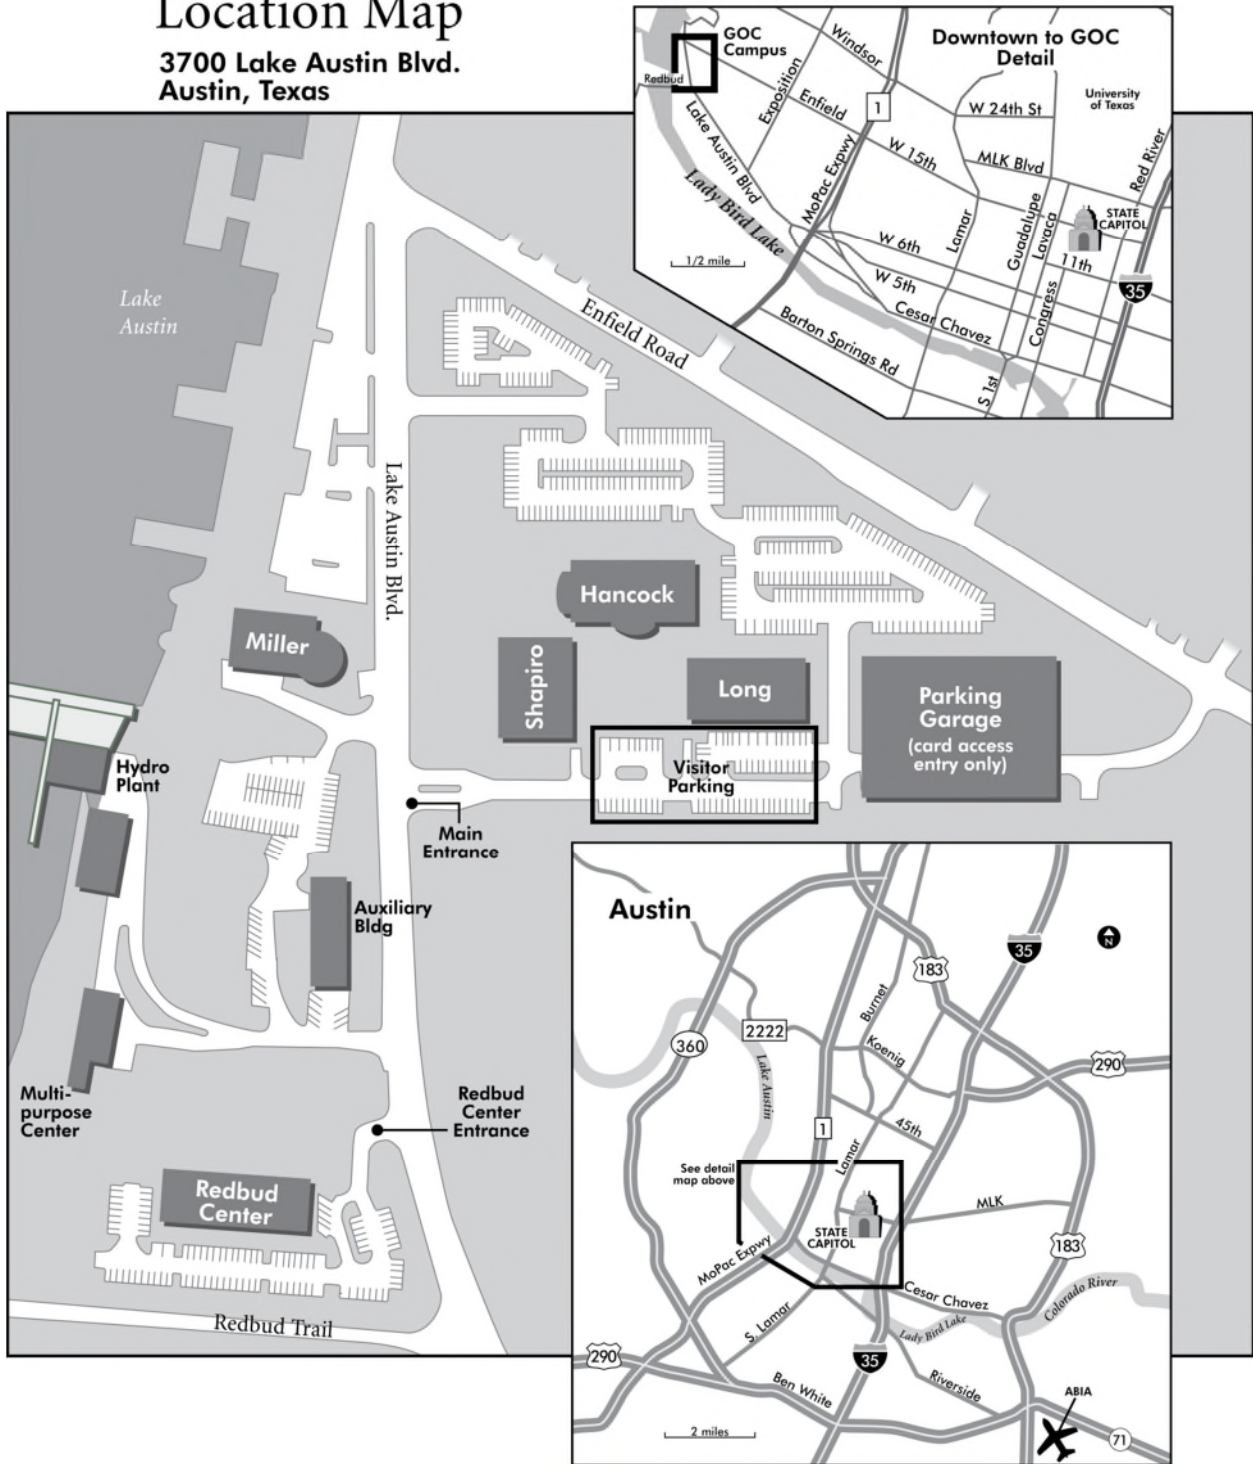 Location Map
3700 Lake Austin Blvd.
Austin, Texas
Downtown to GOC
Detail
GOC
Campus
Redbud
Windsor
Exposition
Enfield
Lake Austin Blvd
Lady Bird Lake
MoPac Expwy
1
W 24th St
University
of Texas
W 15th
MLK Blvd
Red River
Lamar
Guadalupe
Lavaca
STATE
CAPITOL
11th
W 6th
W 5th
Cesar Chavez
Congress
35
Barton Springs Rd
S 1st
1/2 mile
Lake
Austin
Enfield Road
Lake Austin Blvd.
Hancock
Miller
Shapiro
Long
Parking
Garage
(card access
entry only)
Visitor
Parking
Hydro
Plant
Main
Entrance
Auxiliary
Bldg
Multi-
purpose
Center
Redbud
Center
Entrance
Redbud
Center
Redbud Trail
Austin
N
35
183
Burnet
2222
360
Koenig
290
Lake Austin
45th
1
Lamar
See detail
map above
MLK
STATE
CAPITOL
183
MoPac Expwy
Cesar Chavez
Colorado River
S. Lamar
Lady Bird Lake
290
35
Ben White
Riverside
ABIA
71
2 miles